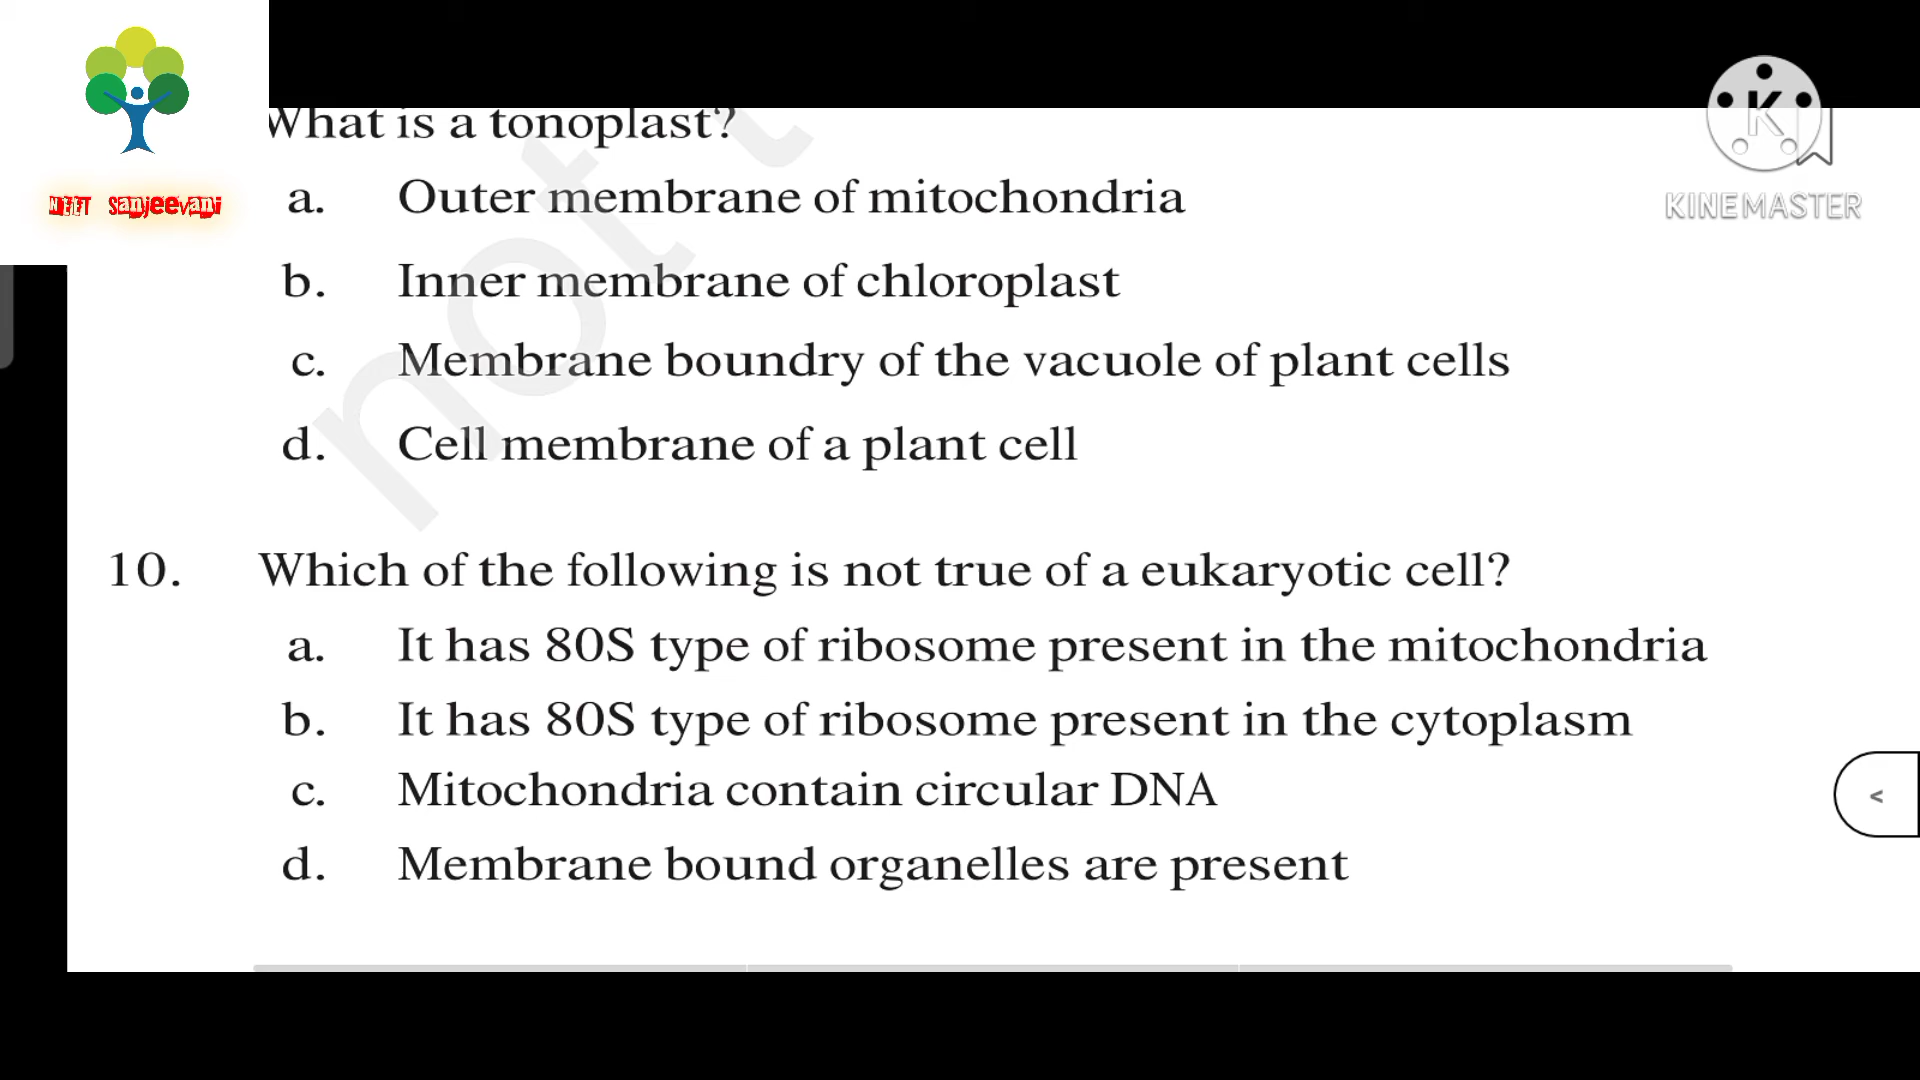 NEET Sanjeevani
K
KINEMASTER
What is a tonoplast?
a. Outer membrane of mitochondria
b. Inner membrane of chloroplast
c. Membrane boundry of the vacuole of plant cells
d. Cell membrane of a plant cell
not t
10. Which of the following is not true of a eukaryotic cell?
a. It has 80S type of ribosome present in the mitochondria
b. It has 80S type of ribosome present in the cytoplasm
c. Mitochondria contain circular DNA
d. Membrane bound organelles are present
<